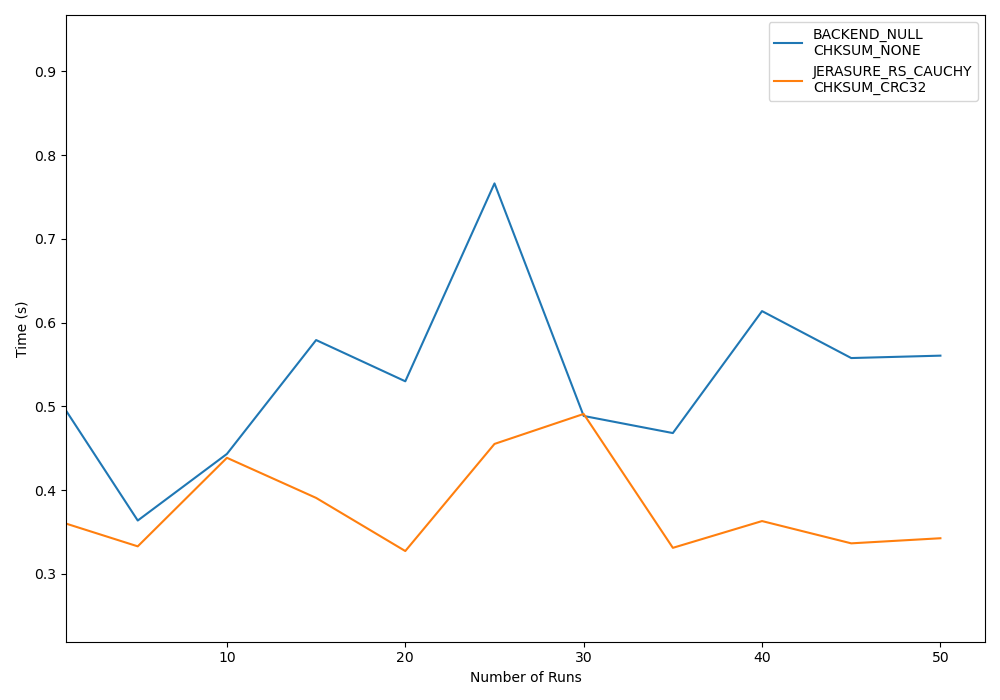 BACKEND_NULL
CHKSUM_NONE
JERASURE_RS_CAUCHY
CHKSUM_CRC32
0.9
0.8
0.7
0.6
0.5
0.4
0.3
Time (s)
10 20 30 40 50
Number of Runs